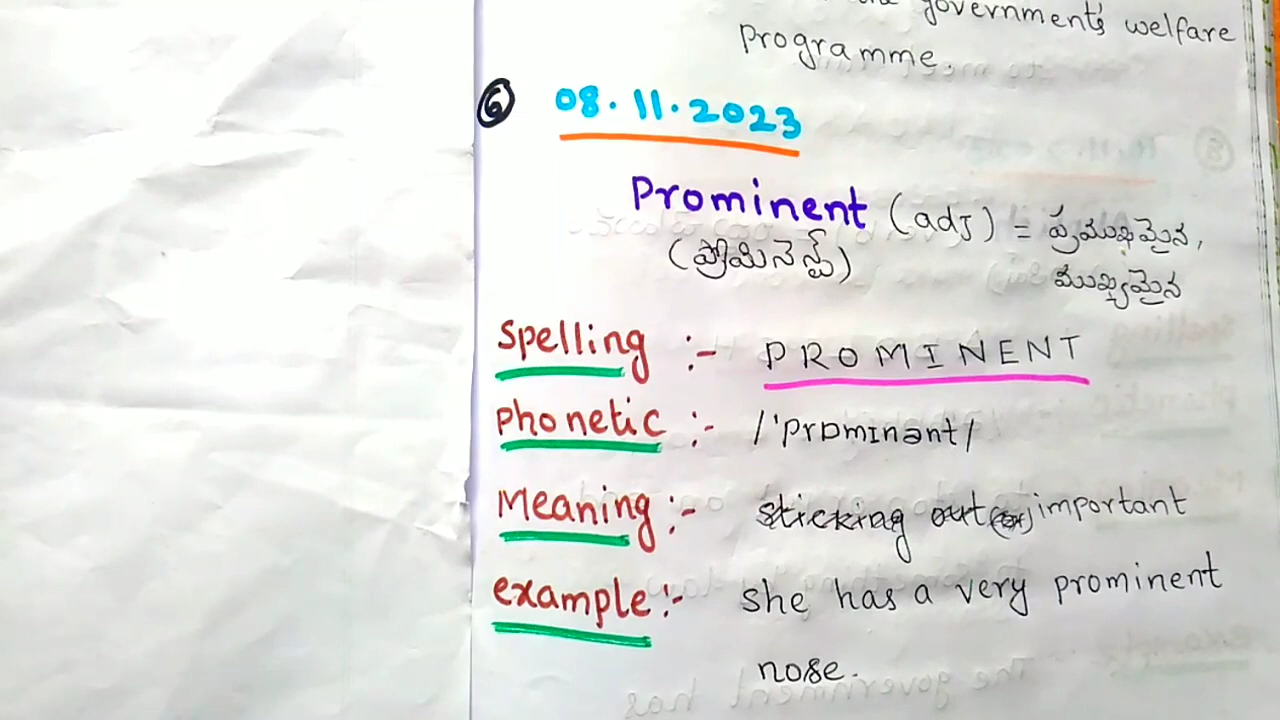 government's welfare
programme.
6 08.11.2023
Prominent (adj) = ప్రముఖమైన,
(ప్రోమినెన్ట్) ముఖ్యమైన
Spelling :- PROMINENT
Phonetic :- /'prɒmɪnənt/
Meaning :- sticking out (or) important
example :- she has a very prominent
nose.